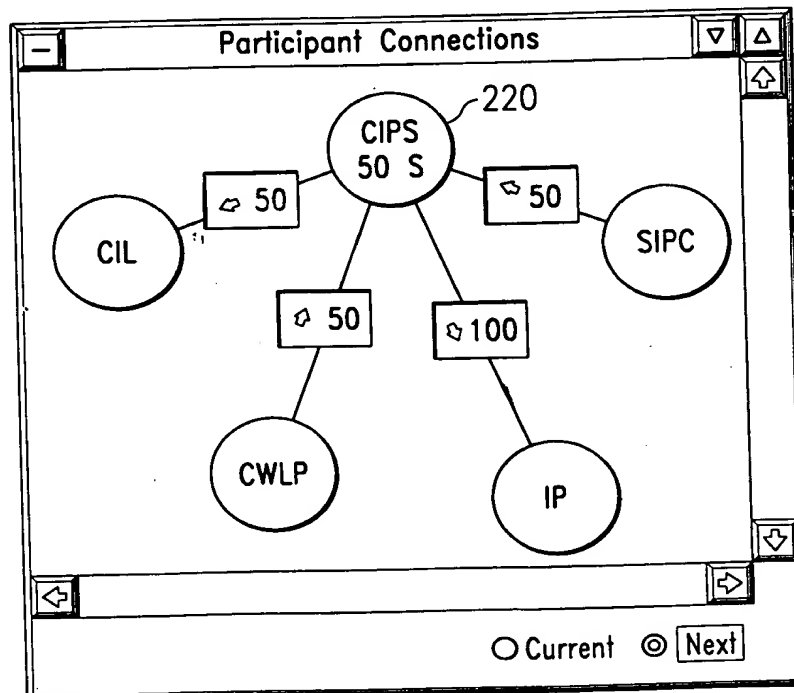 Participant Connections
220
CIPS
50 S
50
50
CIL
SIPC
50
100
CWLP
IP
Current
Next